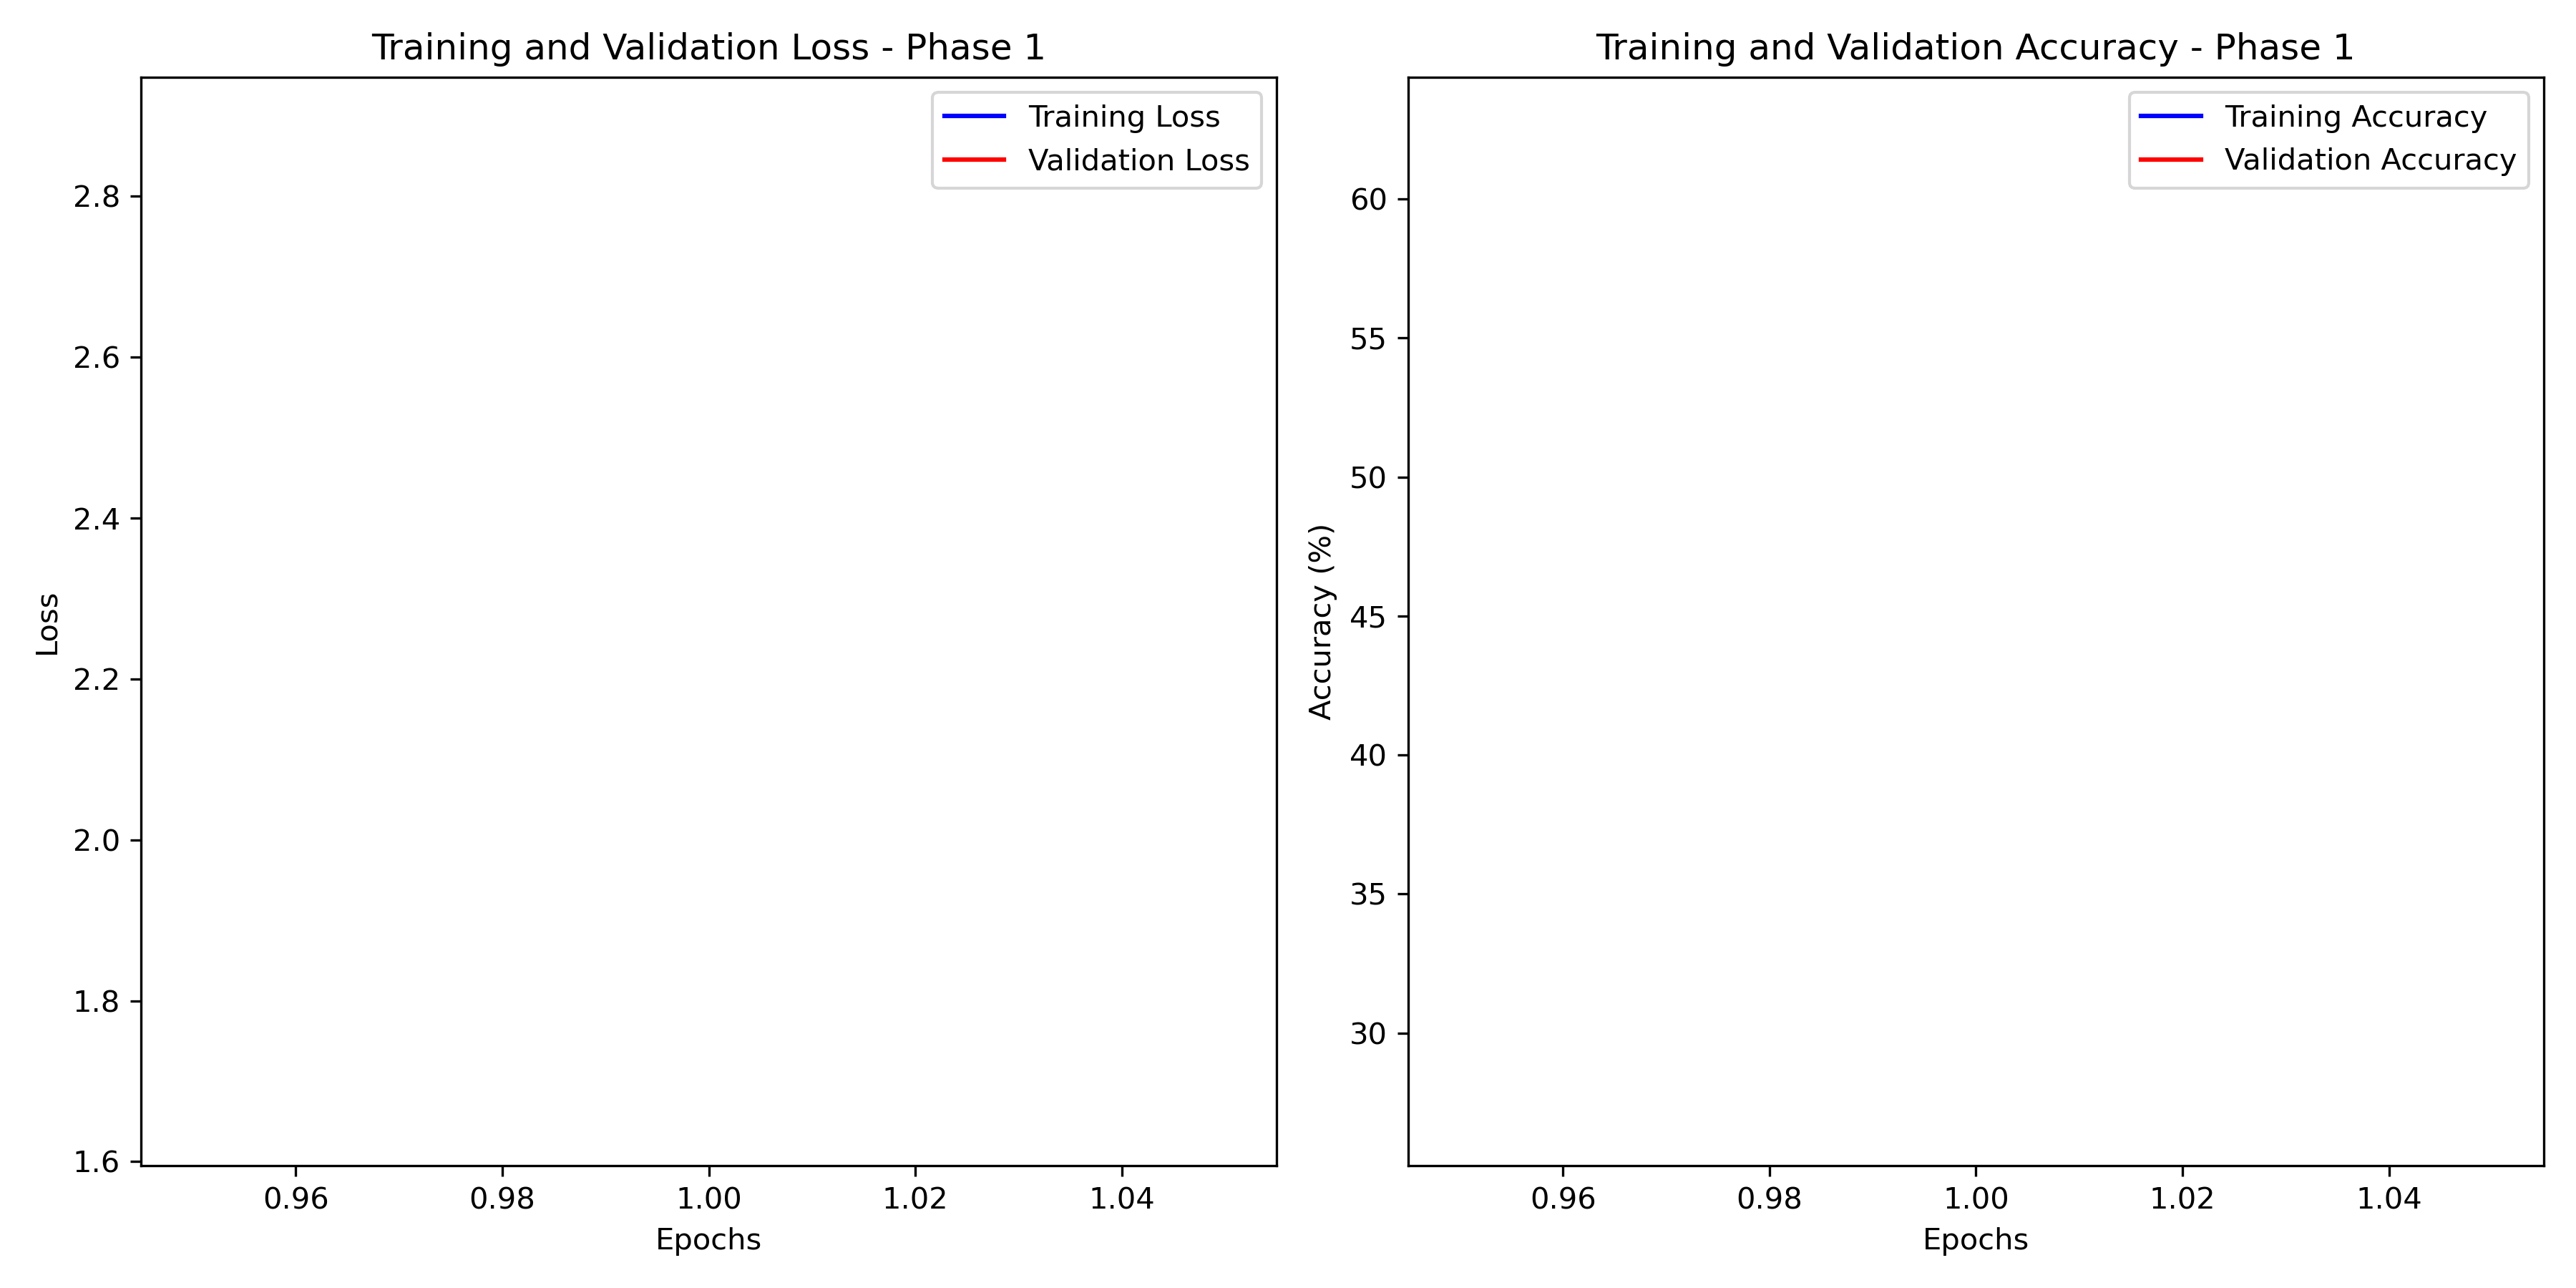 Training and Validation Loss - Phase 1
Training Loss
Validation Loss
2.8
2.6
2.4
2.2
2.0
1.8
1.6
Loss
0.96 0.98 1.00 1.02 1.04
Epochs
Training and Validation Accuracy - Phase 1
Training Accuracy
Validation Accuracy
60
55
50
45
40
35
30
Accuracy (%)
0.96 0.98 1.00 1.02 1.04
Epochs